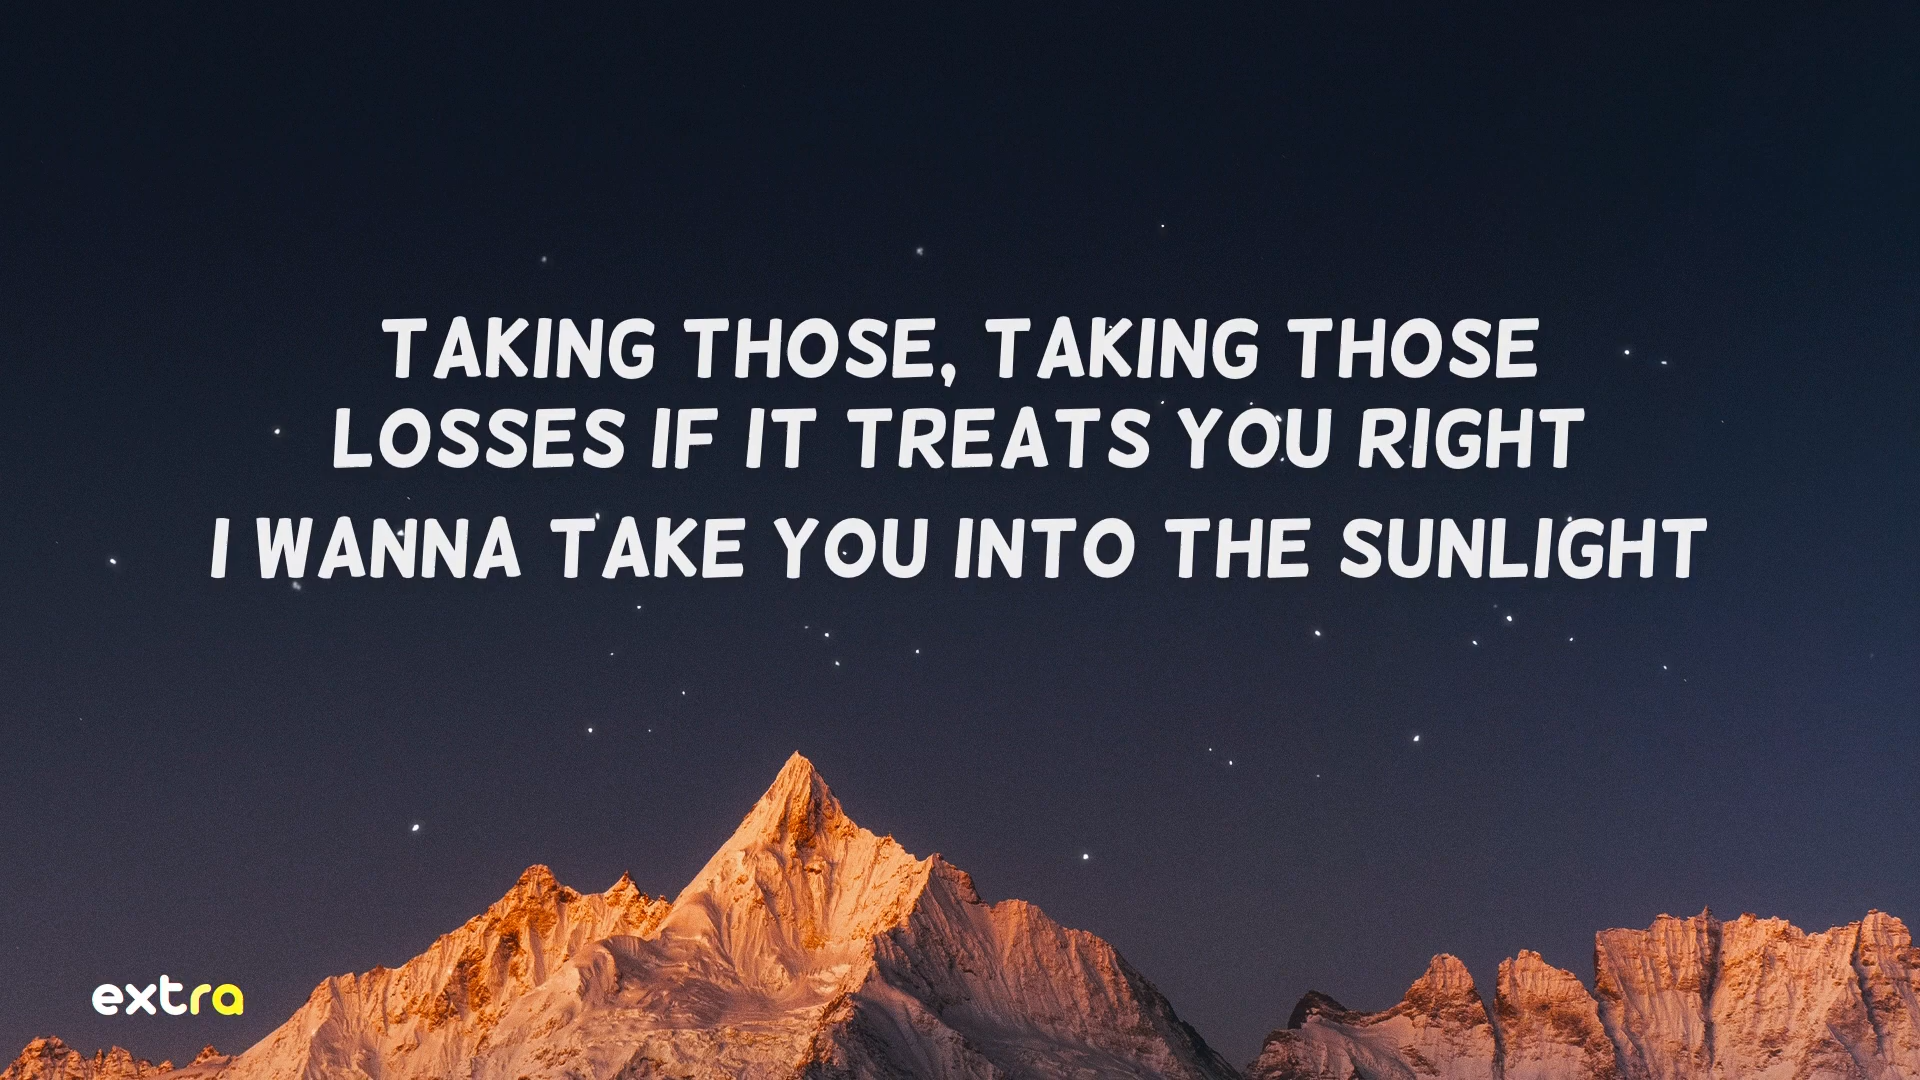 TAKING THOSE, TAKING THOSE
LOSSES IF IT TREATS YOU RIGHT
I WANNA TAKE YOU INTO THE SUNLIGHT
extra